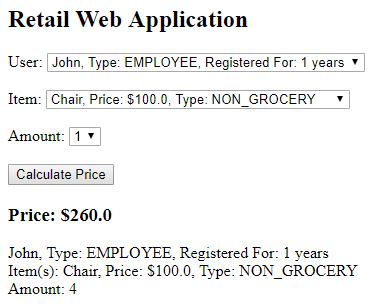 Retail Web Application
User: John, Type: EMPLOYEE, Registered For: 1 years
Item: Chair, Price: $100.0, Type: NON_GROCERY
Amount: 1
Calculate Price
Price: $260.0
John, Type: EMPLOYEE, Registered For: 1 years
Item(s): Chair, Price: $100.0, Type: NON_GROCERY
Amount: 4